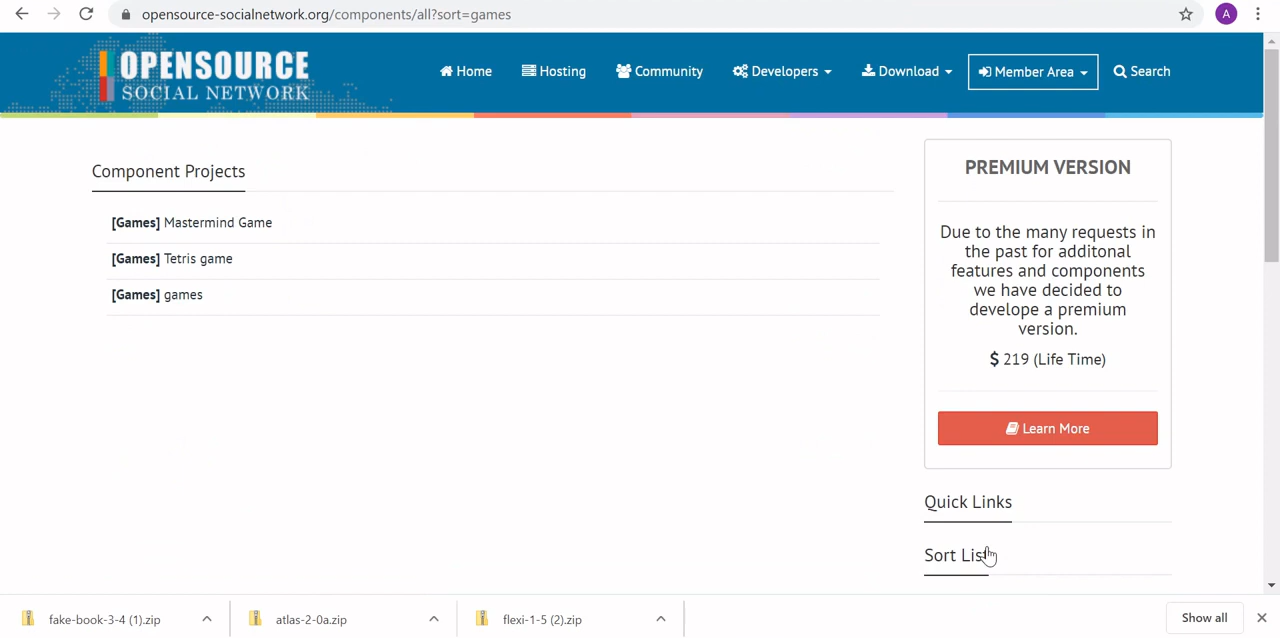 opensource-socialnetwork.org/components/all?sort=games
A
OPENSOURCE
SOCIAL NETWORK
Home
Hosting
Community
Developers
Download
Member Area
Search
Component Projects
[Games] Mastermind Game
[Games] Tetris game
[Games] games
PREMIUM VERSION
Due to the many requests in
the past for additonal
features and components
we have decided to
develope a premium
version.
$ 219 (Life Time)
Learn More
Quick Links
Sort List
fake-book-3-4 (1).zip
atlas-2-0a.zip
flexi-1-5 (2).zip
Show all